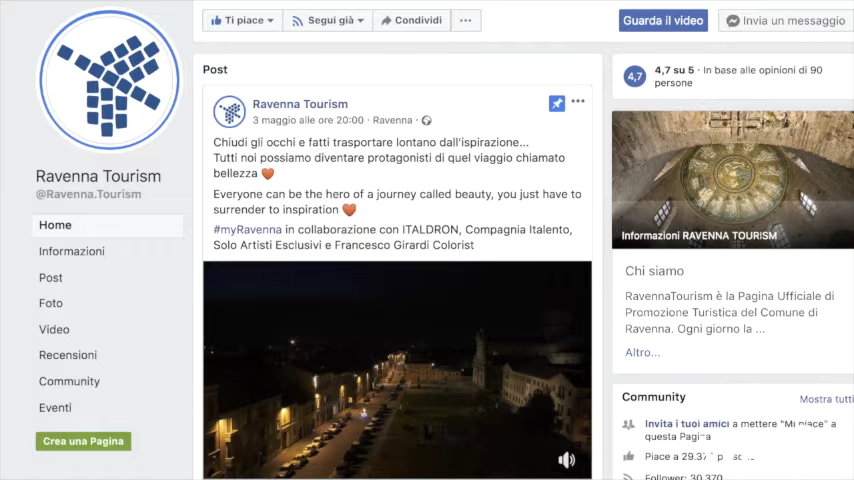 Ti piace
Segui già
Condividi
Guarda il video
Invia un messaggio
Ravenna Tourism
@Ravenna.Tourism
Home
Informazioni
Post
Foto
Video
Recensioni
Community
Eventi
Crea una Pagina
Post
Ravenna Tourism
3 maggio alle ore 20:00 · Ravenna ·
Chiudi gli occhi e fatti trasportare lontano dall'ispirazione...
Tutti noi possiamo diventare protagonisti di quel viaggio chiamato
bellezza
Everyone can be the hero of a journey called beauty, you just have to
surrender to inspiration
#myRavenna in collaborazione con ITALDRON, Compagnia Italento,
Solo Artisti Esclusivi e Francesco Girardi Colorist
4,7
4,7 su 5 · In base alle opinioni di 90
persone
Informazioni RAVENNA TOURISM
Chi siamo
RavennaTourism è la Pagina Ufficiale di
Promozione Turistica del Comune di
Ravenna. Ogni giorno la ...
Altro...
Community
Mostra tutti
Invita i tuoi amici a mettere "Mi piace" a
questa Pagina
Piace a
Follower: 30.370